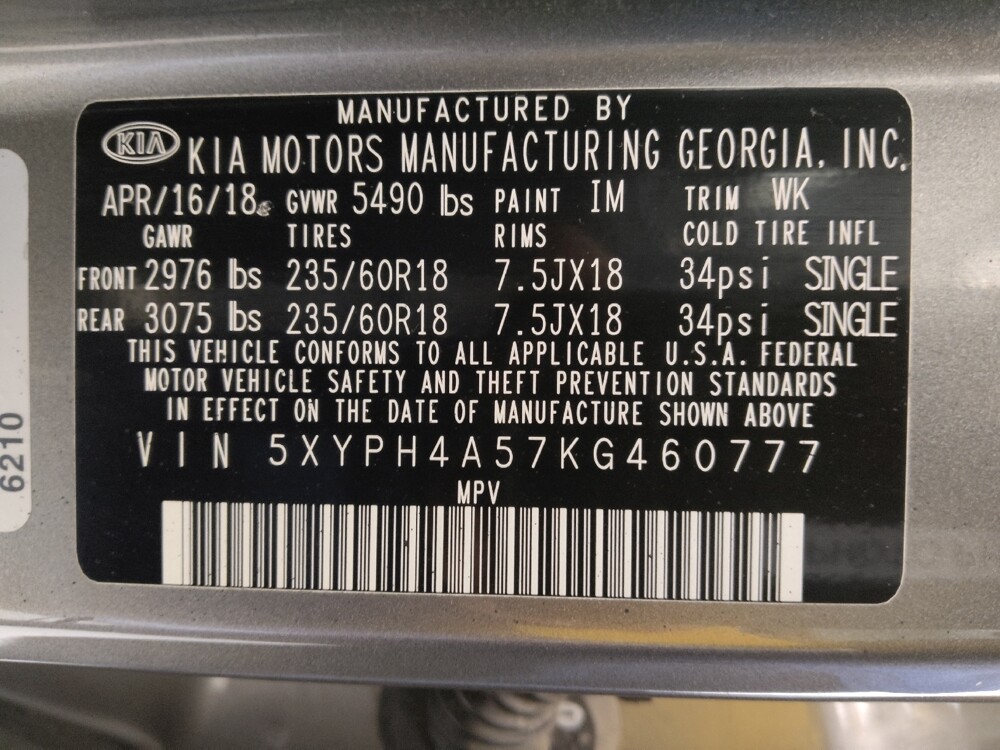 MANUFACTURED BY
KIA KIA MOTORS MANUFACTURING GEORGIA, INC.
APR/16/18 GVWR 5490 lbs PAINT IM TRIM WK
GAWR TIRES RIMS COLD TIRE INFL
FRONT 2976 lbs 235/60R18 7.5JX18 34psi SINGLE
REAR 3075 lbs 235/60R18 7.5JX18 34psi SINGLE
THIS VEHICLE CONFORMS TO ALL APPLICABLE U.S.A. FEDERAL
MOTOR VEHICLE SAFETY AND THEFT PREVENTION STANDARDS
IN EFFECT ON THE DATE OF MANUFACTURE SHOWN ABOVE
VIN 5XYPH4A57KG460777
MPV
6210